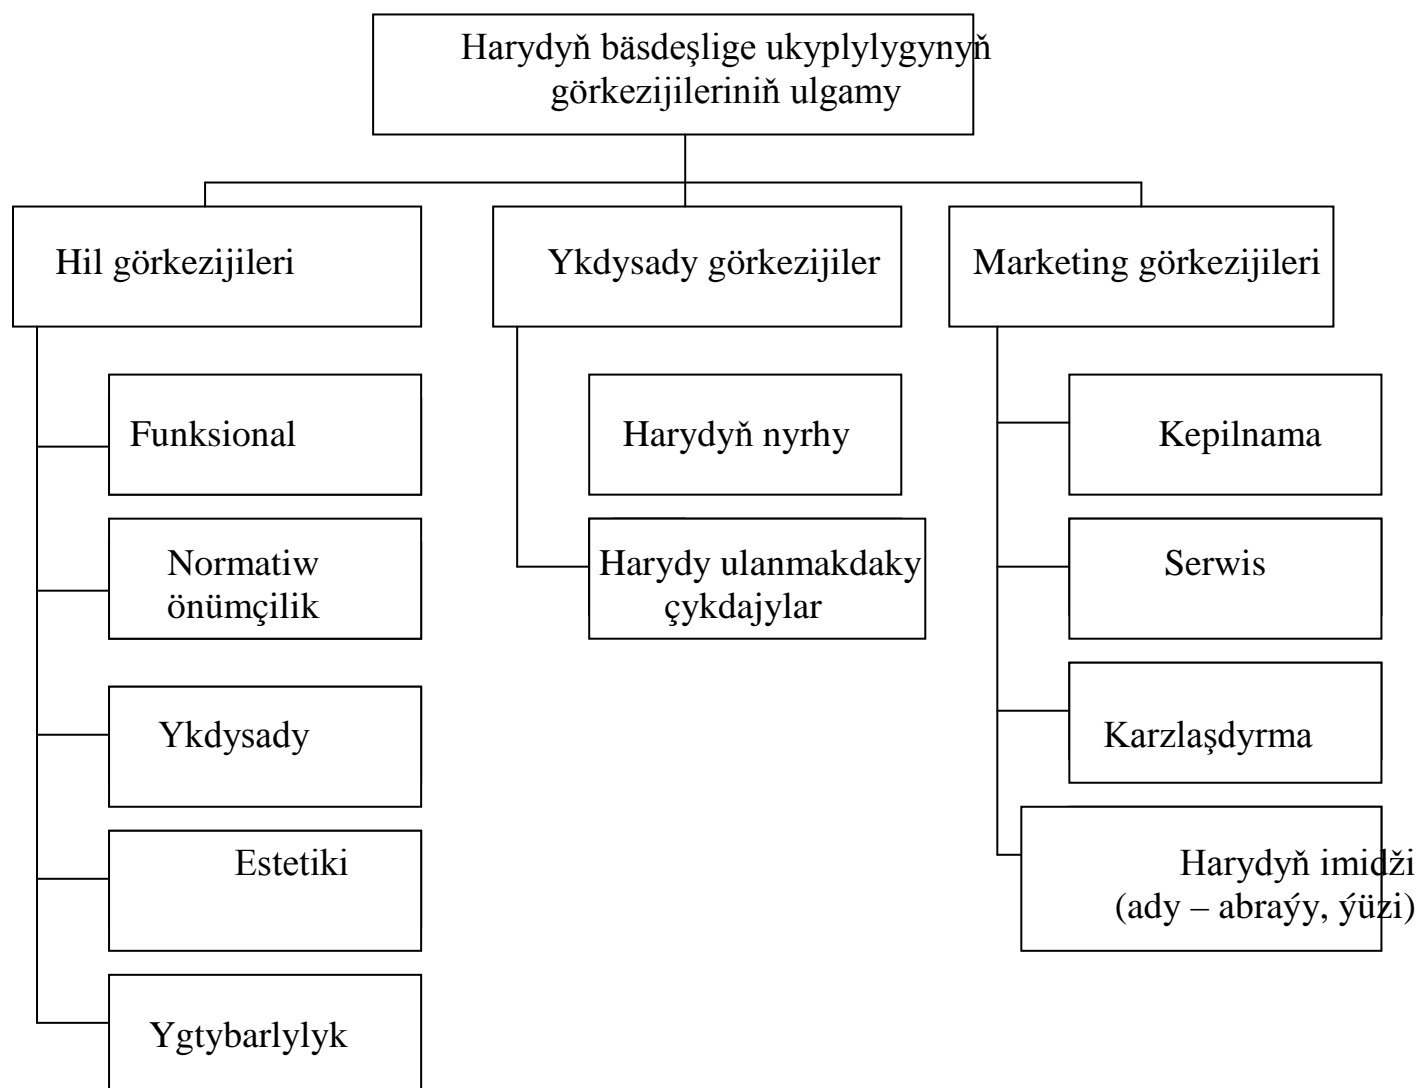 Harydyň bäsdeşlige ukyplylygynyň
görkezijileriniň ulgamy
Hil görkezijileri
Ykdysady görkezijiler
Marketing görkezijileri
Funksional
Normatiw
önümçilik
Ykdysady
Estetiki
Ygtybarlylyk
Harydyň nyrhy
Harydy ulanmakdaky
çykdajylar
Kepilnama
Serwis
Karzlaşdyrma
Harydyň imidži
(ady – abraýy, ýüzi)